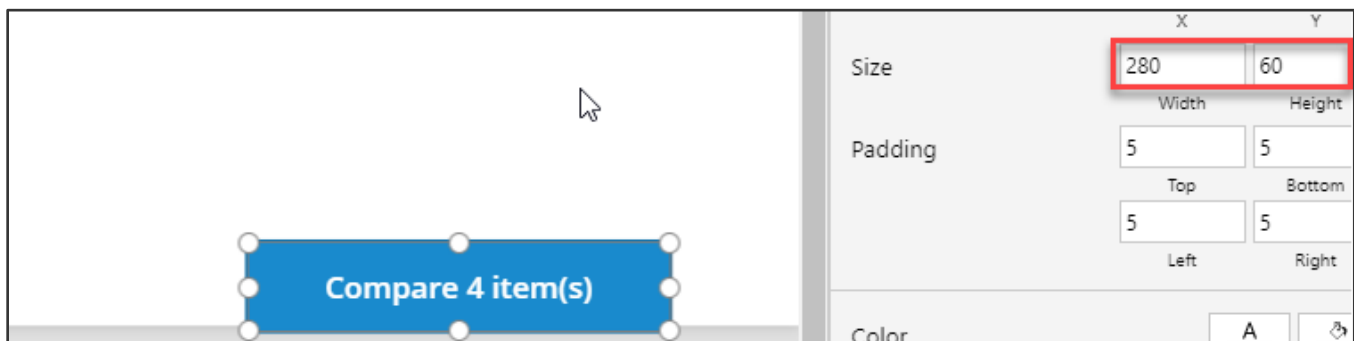 X Y
Size 280 60
Width Height
Padding 5 5
Top Bottom
5 5
Left Right
Compare 4 item(s)
Color A